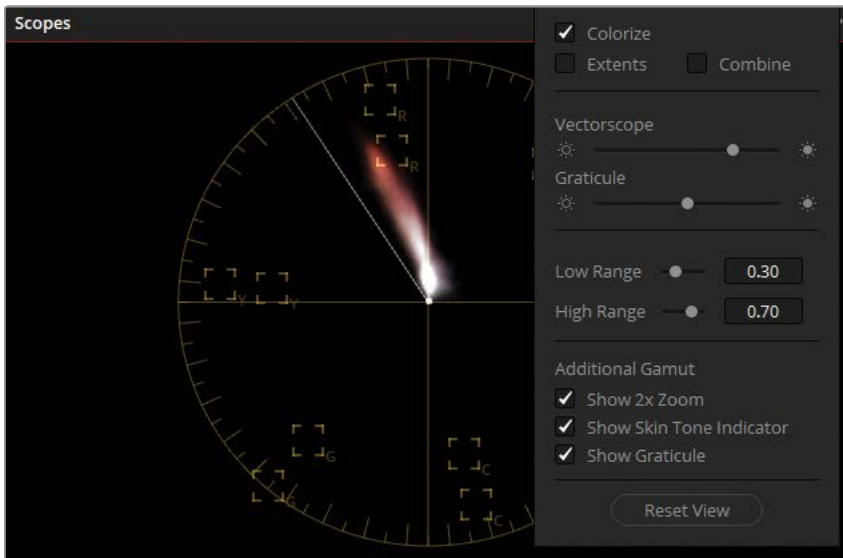 Scopes
Colorize
Extents Combine
Vectorscope
Graticule
Low Range 0.30
High Range 0.70
Additional Gamut
Show 2x Zoom
Show Skin Tone Indicator
Show Graticule
Reset View
R
R
Y Y
G
G
C
C